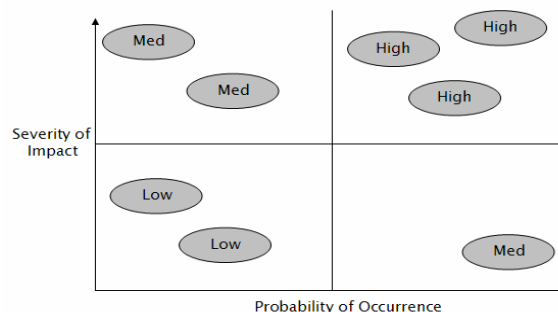 High
Med
High
Med
High
Severity of
Impact
Low
Low
Med
Probability of Occurrence